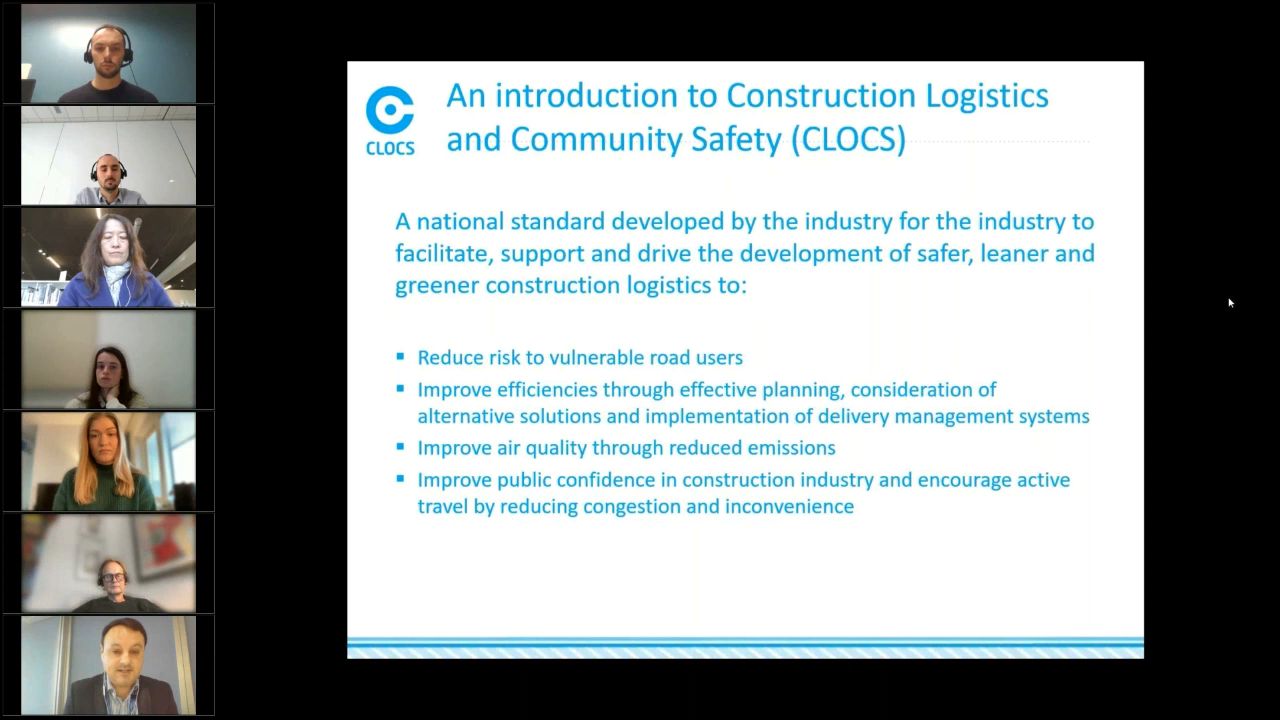 CLOCS
An introduction to Construction Logistics
and Community Safety (CLOCS)
A national standard developed by the industry for the industry to
facilitate, support and drive the development of safer, leaner and
greener construction logistics to:
▪ Reduce risk to vulnerable road users
▪ Improve efficiencies through effective planning, consideration of
alternative solutions and implementation of delivery management systems
▪ Improve air quality through reduced emissions
▪ Improve public confidence in construction industry and encourage active
travel by reducing congestion and inconvenience